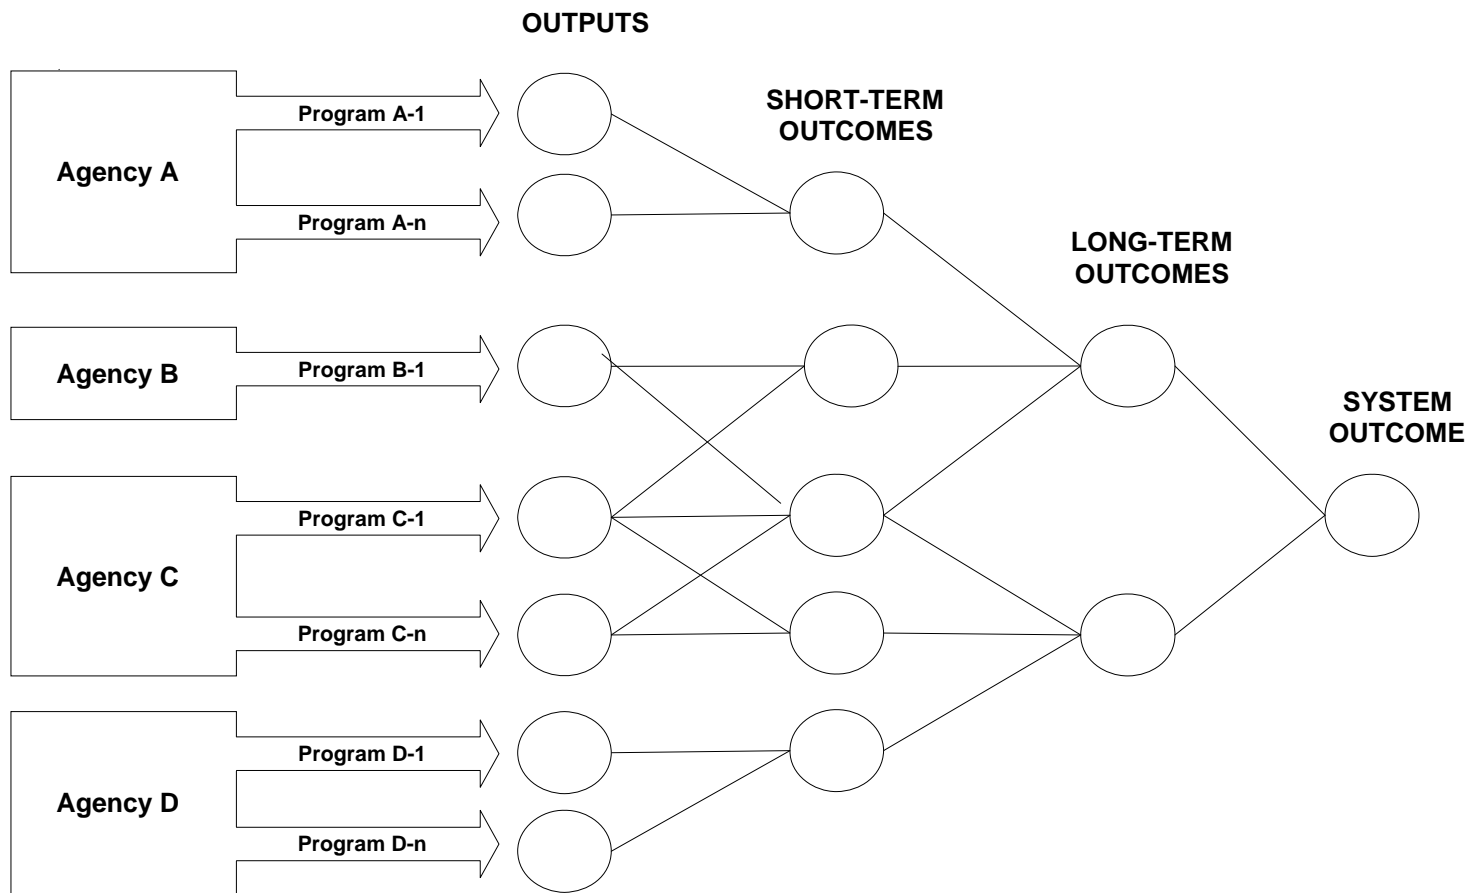 OUTPUTS
SHORT-TERM
OUTCOMES
LONG-TERM
OUTCOMES
SYSTEM
OUTCOME
Agency A
Program A-1
Program A-n
Agency B
Program B-1
Agency C
Program C-1
Program C-n
Agency D
Program D-1
Program D-n